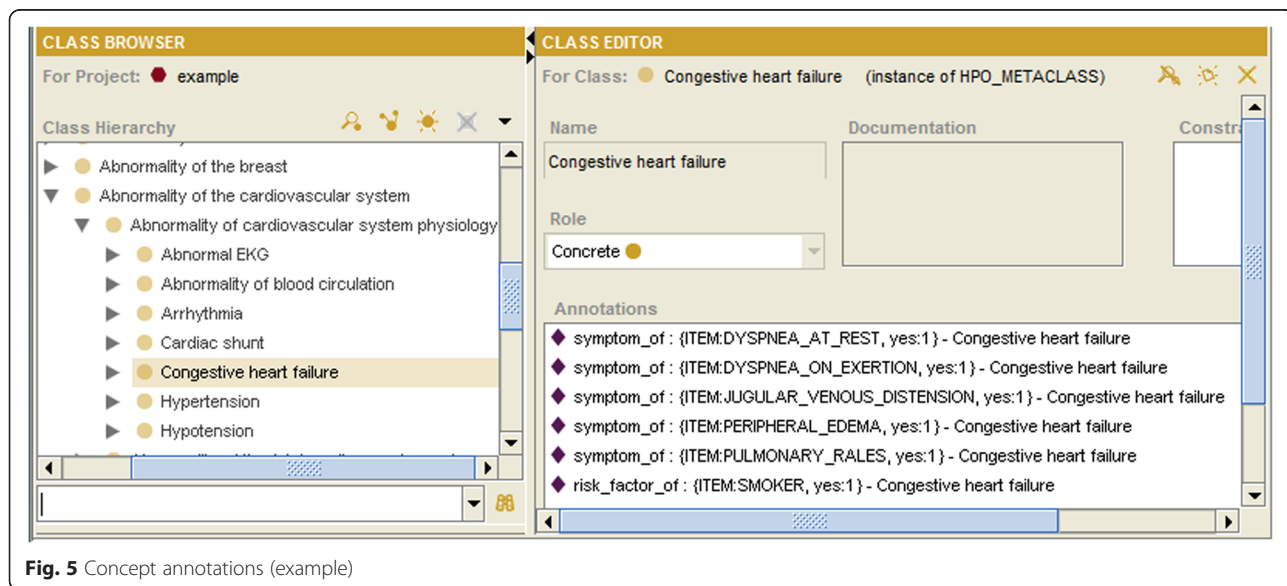 CLASS BROWSER
For Project: example
Class Hierarchy
Abnormality of the breast
Abnormality of the cardiovascular system
Abnormality of cardiovascular system physiology
Abnormal EKG
Abnormality of blood circulation
Arrhythmia
Cardiac shunt
Congestive heart failure
Hypertension
Hypotension
CLASS EDITOR
For Class: Congestive heart failure (instance of HPO_METACLASS)
Name
Documentation
Constra
Congestive heart failure
Role
Concrete
Annotations
symptom_of : {ITEM:DYSPNEA_AT_REST, yes:1} - Congestive heart failure
symptom_of : {ITEM:DYSPNEA_ON_EXERTION, yes:1} - Congestive heart failure
symptom_of : {ITEM:JUGULAR_VENOUS_DISTENSION, yes:1} - Congestive heart failure
symptom_of : {ITEM:PERIPHERAL_EDEMA, yes:1} - Congestive heart failure
symptom_of : {ITEM:PULMONARY_RALES, yes:1} - Congestive heart failure
risk_factor_of : {ITEM:SMOKER, yes:1} - Congestive heart failure
Fig. 5 Concept annotations (example)